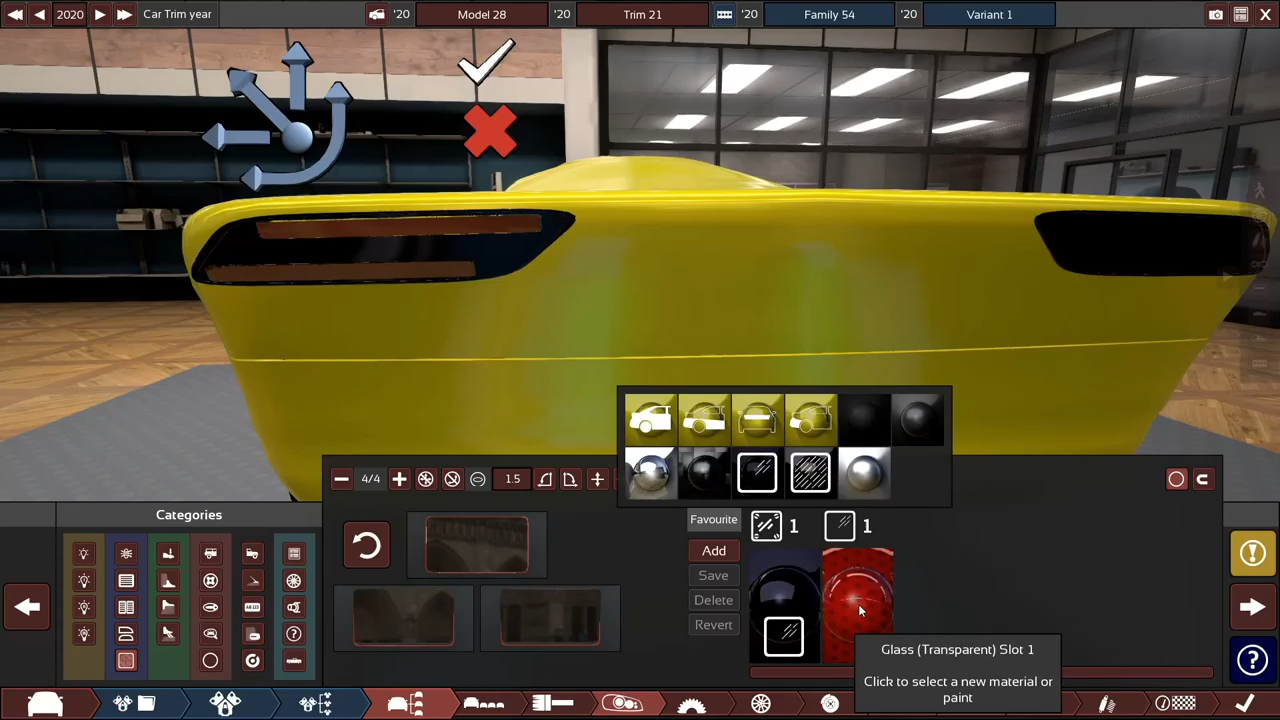 2020
Car Trim year
'20
Model 28
'20
Trim 21
'20
Family 54
'20
Variant 1
4/4
1.5
Categories
Favourite
1
1
Add
Save
Delete
Revert
Glass (Transparent) Slot 1
Click to select a new material or
paint